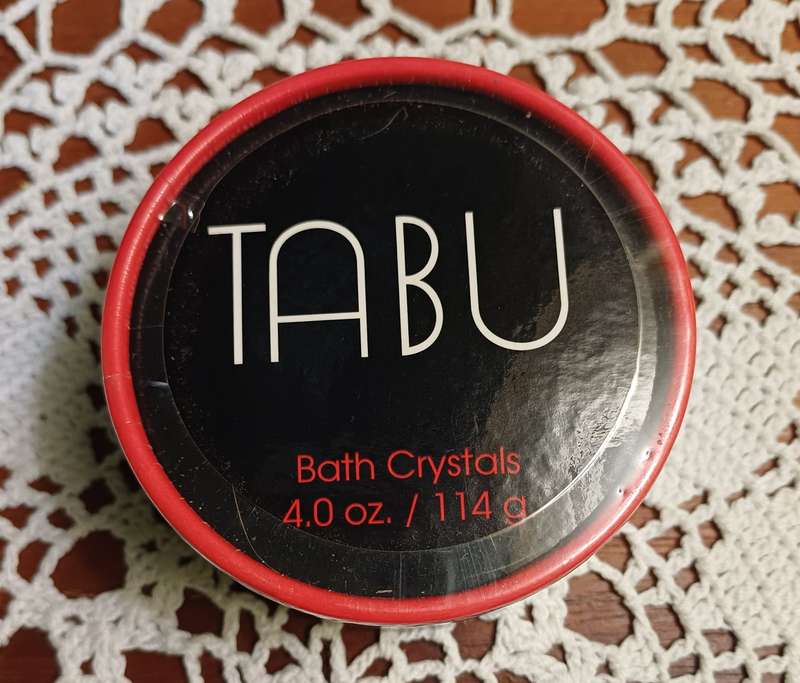 TABU
Bath Crystals
4.0 oz. / 114 g